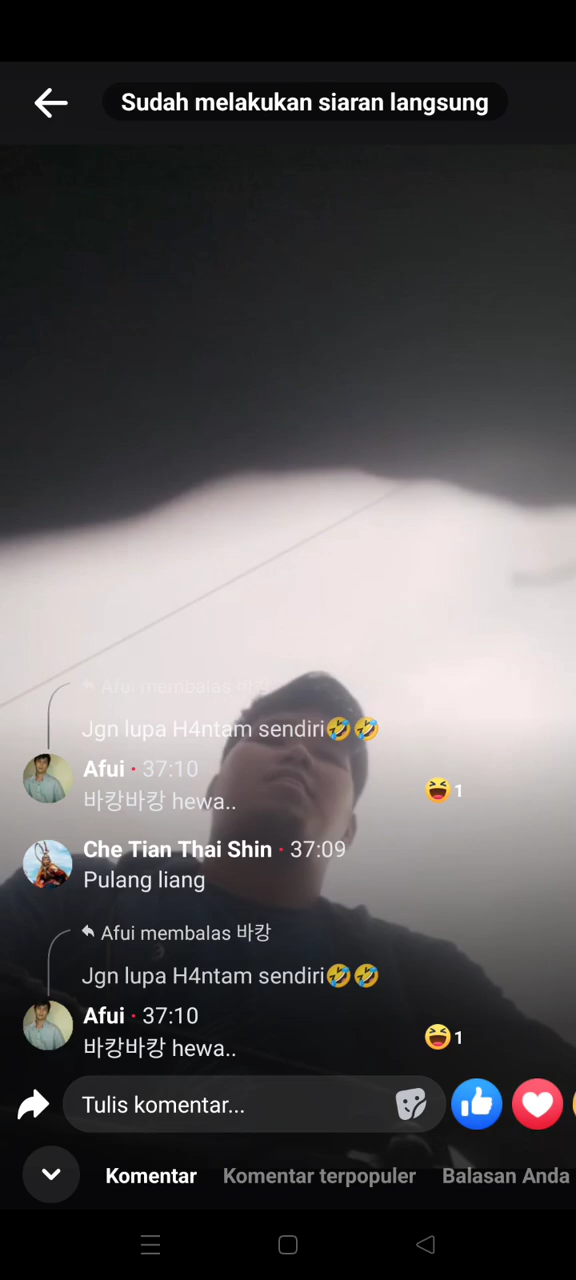 Sudah melakukan siaran langsung
Afui membalas 바캉
Jgn lupa H4ntam sendiri🤣🤣
Afui · 37:10
바캉바캉 hewa..
😆 1
Che Tian Thai Shin · 37:09
Pulang liang
Afui membalas 바캉
Jgn lupa H4ntam sendiri🤣🤣
Afui · 37:10
바캉바캉 hewa..
😆 1
Tulis komentar...
Komentar Komentar terpopuler Balasan Anda